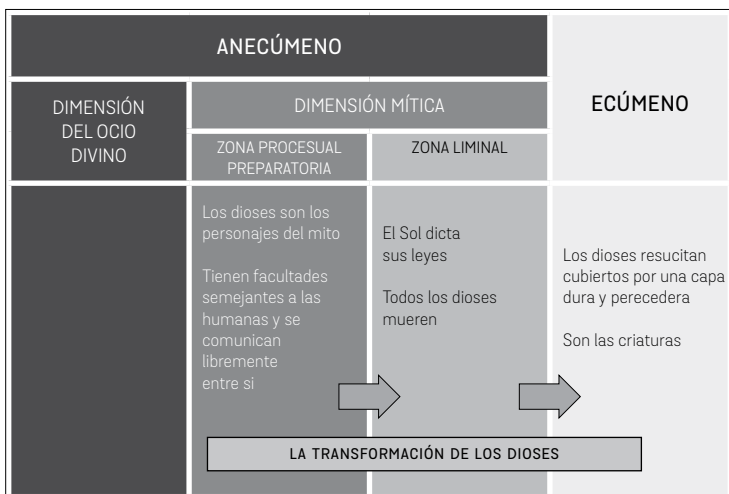 ANECÚMENO
DIMENSIÓN
DEL OCIO
DIVINO
DIMENSIÓN MÍTICA
ECÚMENO
ZONA PROCESUAL
PREPARATORIA
ZONA LIMINAL
Los dioses son los
personajes del mito
Tienen facultades
semejantes a las
humanas y se
comunican
libremente
entre si
El Sol dicta
sus leyes
Todos los dioses
mueren
Los dioses resucitan
cubiertos por una capa
dura y perecedera
Son las criaturas
LA TRANSFORMACIÓN DE LOS DIOSES